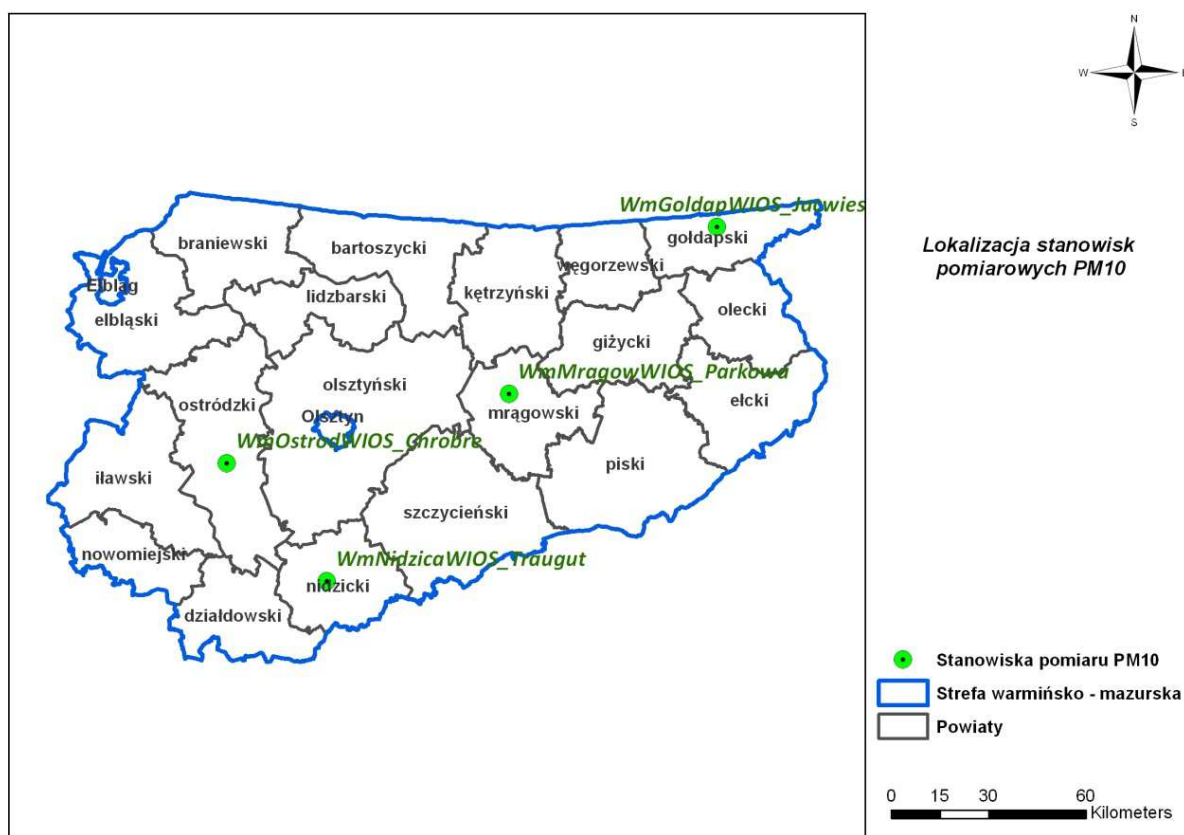 N
W E
S
Lokalizacja stanowisk
pomiarowych PM10
WmGoldapWIOS_Jacwies
gołdapski
braniewski
bartoszycki
węgorzewski
Elbląg
lidzbarski
kętrzyński
olecki
elbląski
giżycki
WmMragowWIOS_Parkowa
olsztyński
ełcki
ostródzki
mrągowski
Olsztyn
WmOstrodWIOS_Chrobre
piski
iławski
szczycieński
nowomiejski
WmNidzicaWIOS_Traugut
nidzicki
działdowski
Stanowiska pomiaru PM10
Strefa warmińsko - mazurska
Powiaty
0 15 30 60
Kilometers